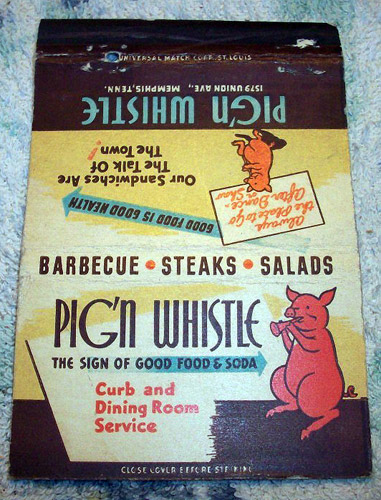 UNIVERSAL MATCH CORP. ST. LOUIS
1579 UNION AVE., MEMPHIS, TENN.
PIG'N WHISTLE
Our Sandwiches Are
The Talk Of
The Town!
GOOD FOOD IS GOOD HEALTH
Always
the Place to Go
After Dance
or Show
BARBECUE • STEAKS • SALADS
PIG'N WHISTLE
THE SIGN OF GOOD FOOD & SODA
Curb and
Dining Room
Service
CLOSE COVER BEFORE STRIKING